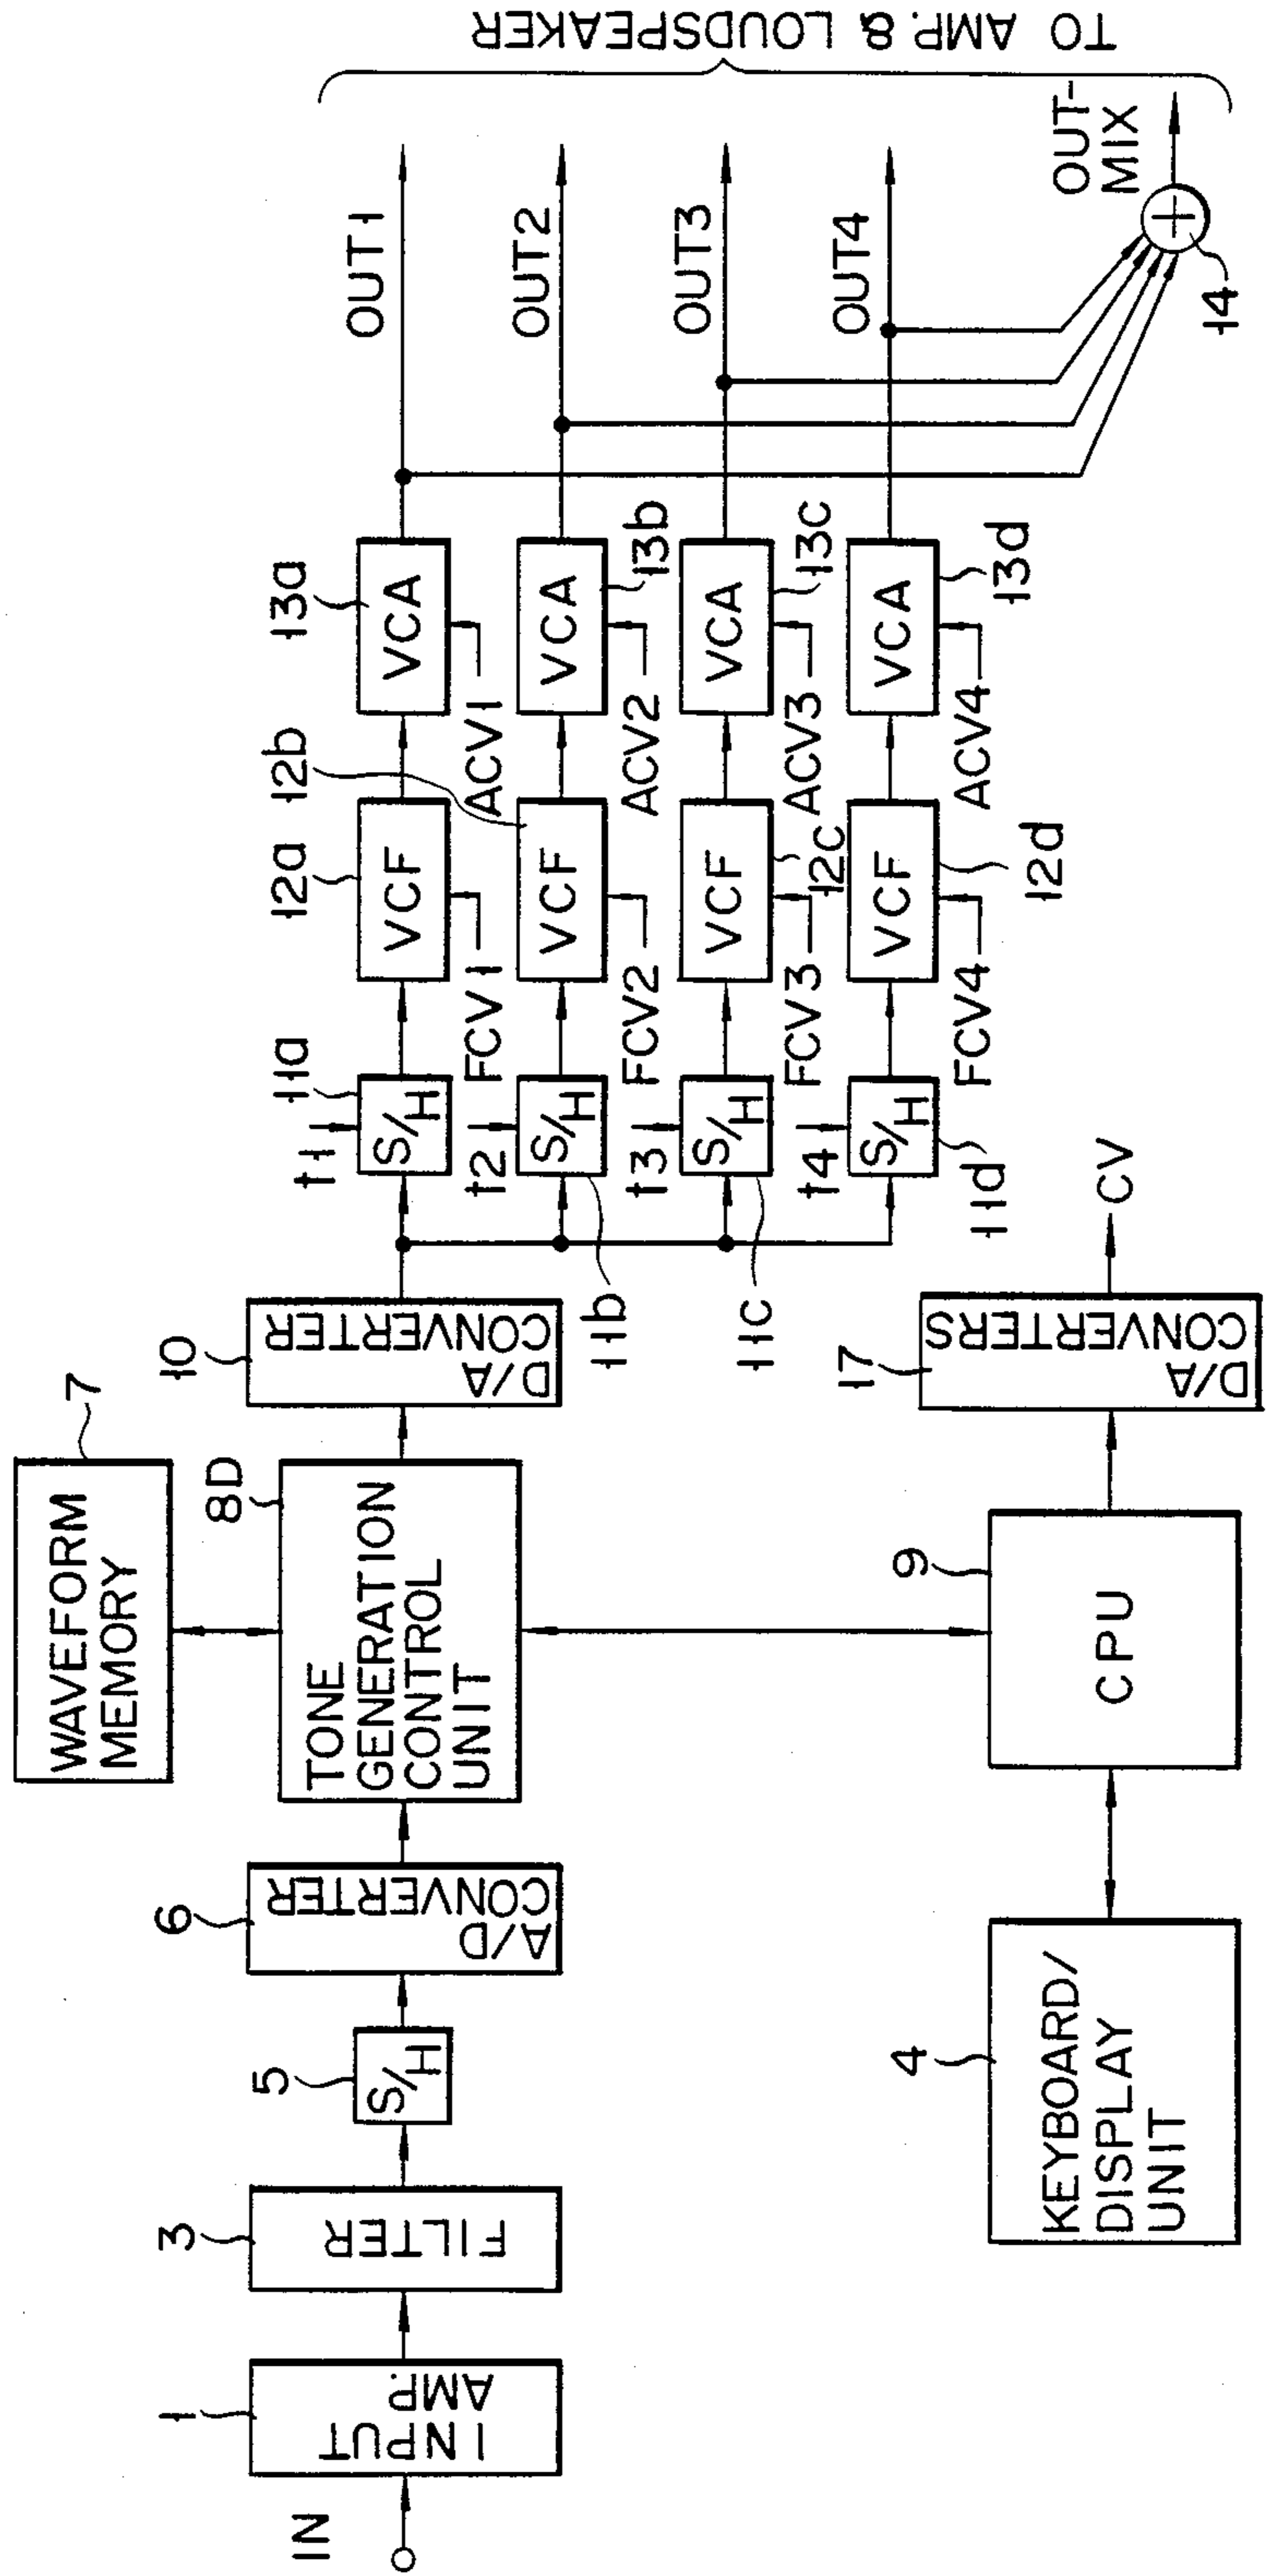 IN
1
INPUT
AMP.
3
FILTER
5
S/H
6
A/D
CONVERTER
7
WAVEFORM
MEMORY
8D
TONE
GENERATION
CONTROL
UNIT
10
D/A
CONVERTER
t1
11a
S/H
12a
VCF
FCV1
13a
VCA
ACV1
OUT1
t2
S/H
11b
12b
VCF
FCV2
VCA
13b
ACV2
OUT2
t3
S/H
11c
VCF
12c
FCV3
VCA
13c
ACV3
OUT3
t4
S/H
11d
VCF
12d
FCV4
VCA
13d
ACV4
OUT4
OUT-
MIX
14
TO AMP. & LOUDSPEAKER
4
KEYBOARD/
DISPLAY
UNIT
9
CPU
17
D/A
CONVERTERS
CV